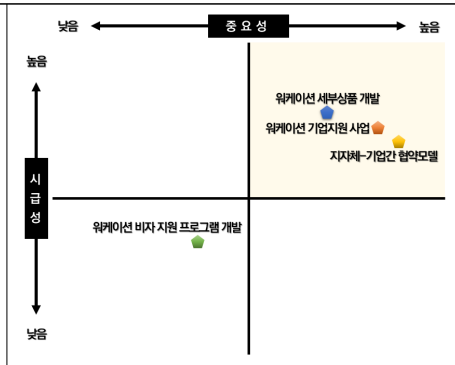 낮음
중 요 성
높음
높음
워케이션 세부상품 개발
워케이션 기업지원 사업
지자체-기업간 협약모델
시
급
성
워케이션 비자 지원 프로그램 개발
낮음